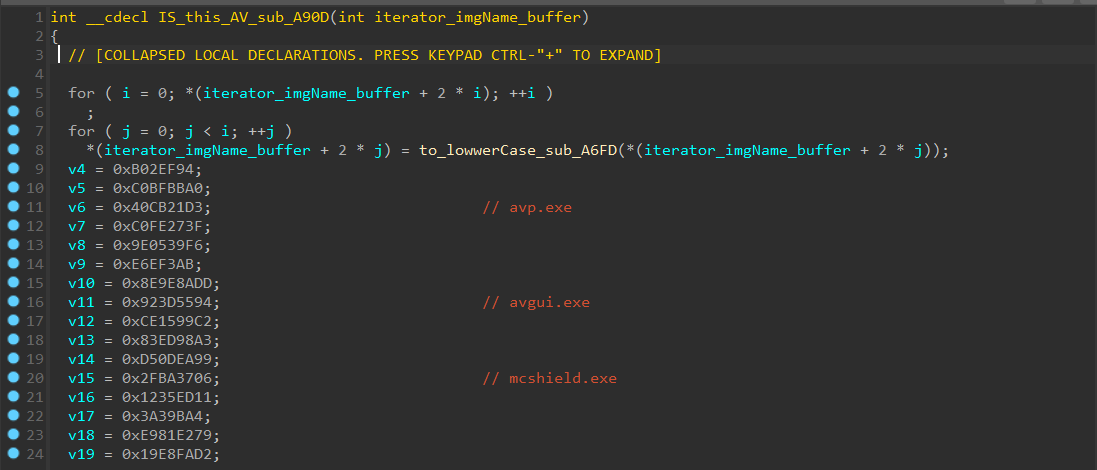 1 int __cdecl IS_this_AV_sub_A90D(int iterator_imgName_buffer)
2 {
3 // [COLLAPSED LOCAL DECLARATIONS. PRESS KEYPAD CTRL-"+" TO EXPAND]
4
5 for ( i = 0; *(iterator_imgName_buffer + 2 * i); ++i )
6 ;
7 for ( j = 0; j < i; ++j )
8 *(iterator_imgName_buffer + 2 * j) = to_lowwerCase_sub_A6FD(*(iterator_imgName_buffer + 2 * j));
9 v4 = 0xB02EF94;
10 v5 = 0xC0BFBBA0;
11 v6 = 0x40CB21D3; // avp.exe
12 v7 = 0xC0FE273F;
13 v8 = 0x9E0539F6;
14 v9 = 0xE6EF3AB;
15 v10 = 0x8E9E8ADD;
16 v11 = 0x923D5594; // avgui.exe
17 v12 = 0xCE1599C2;
18 v13 = 0x83ED98A3;
19 v14 = 0xD50DEA99;
20 v15 = 0x2FBA3706; // mcshield.exe
21 v16 = 0x1235ED11;
22 v17 = 0x3A39BA4;
23 v18 = 0xE981E279;
24 v19 = 0x19E8FAD2;